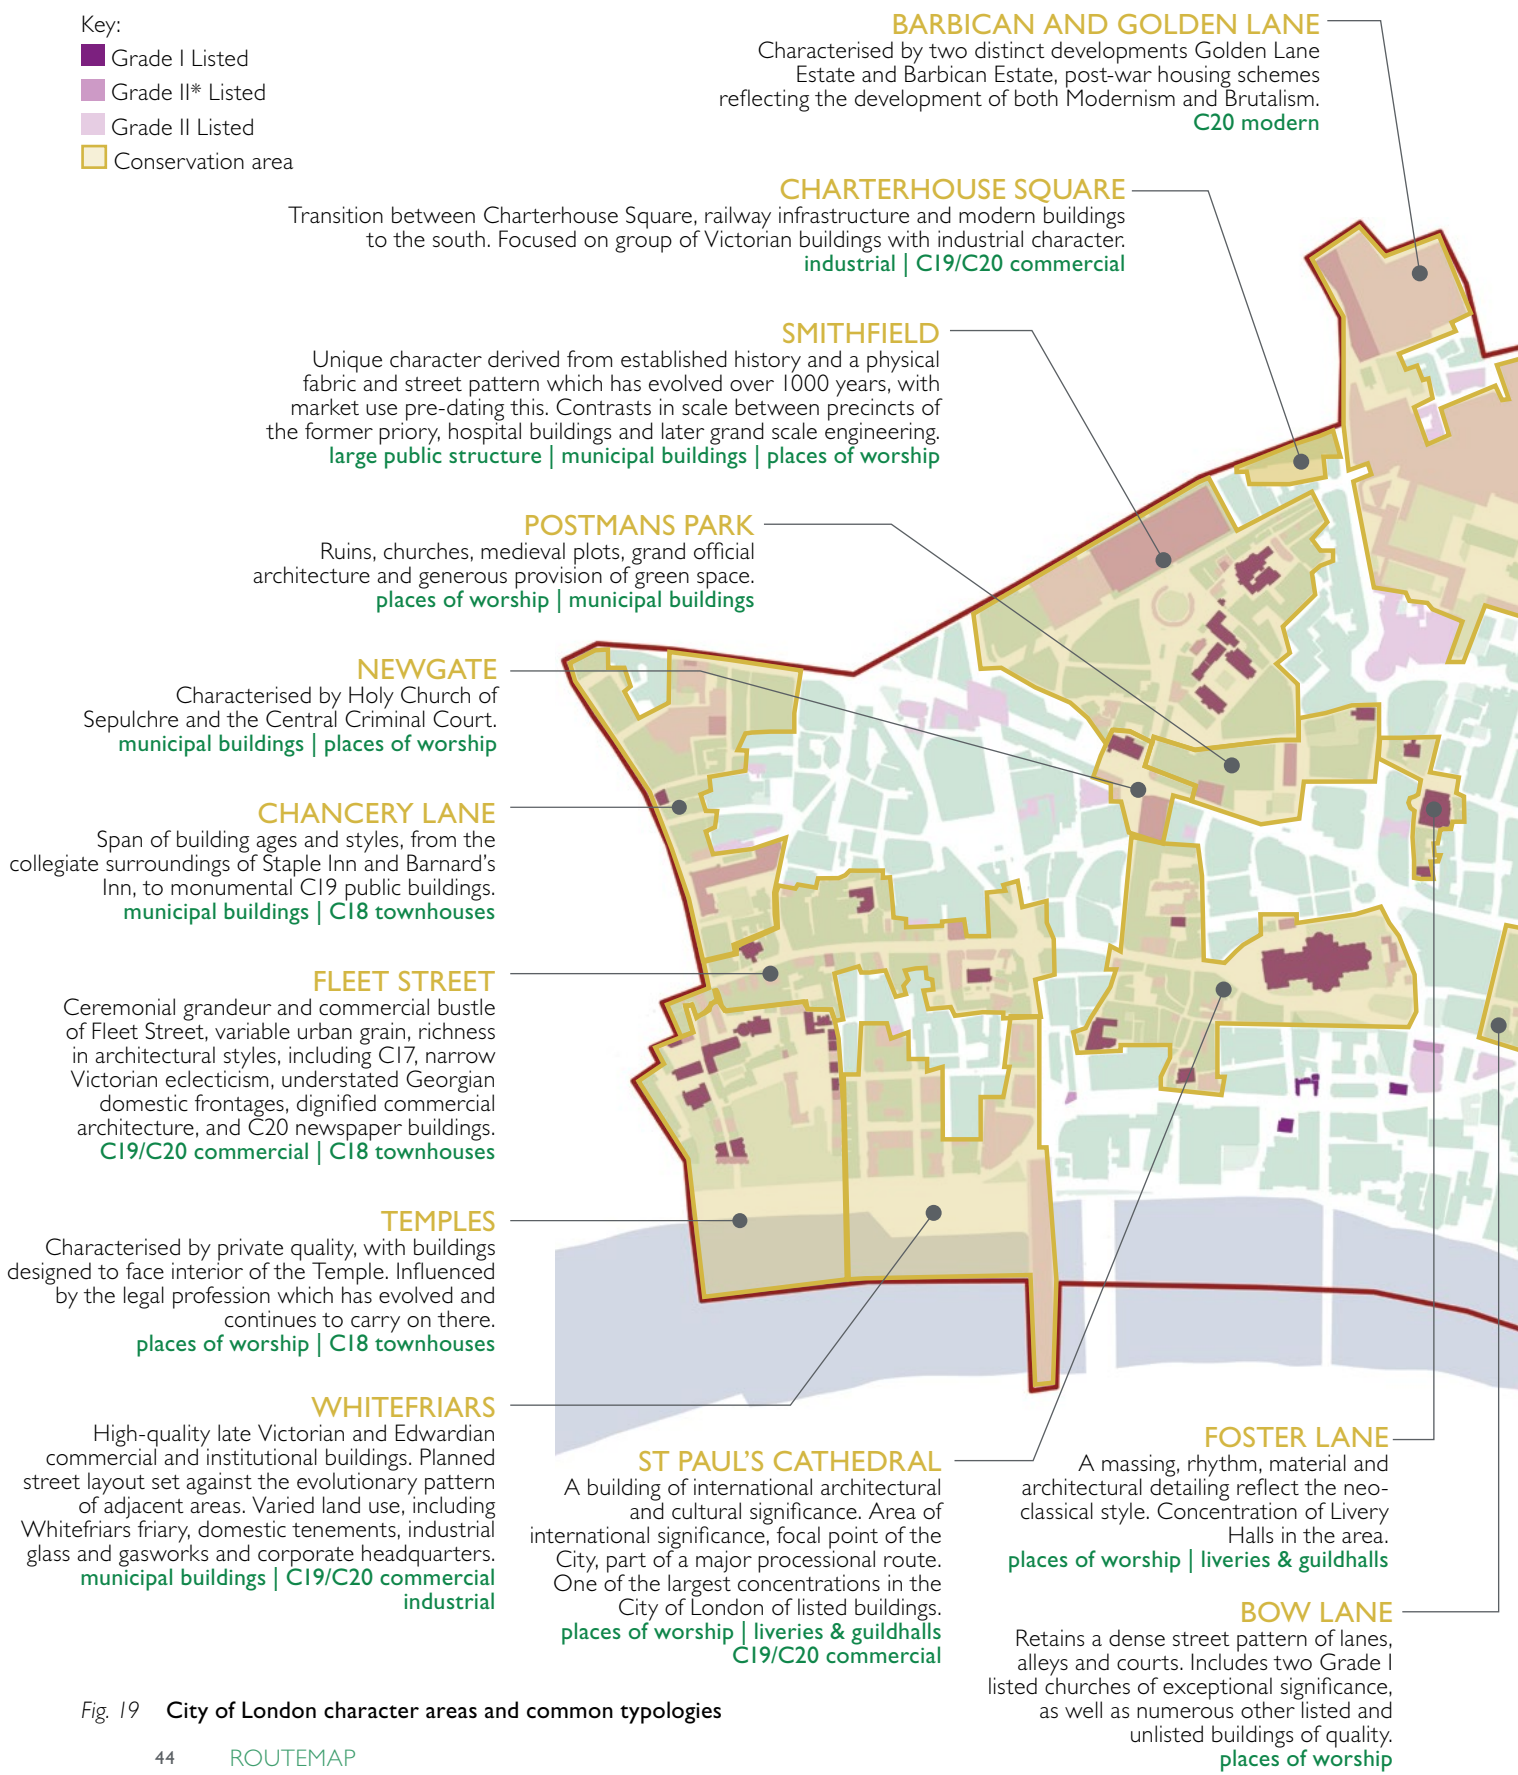 Key:
Grade I Listed
Grade II* Listed
Grade II Listed
Conservation area
BARBICAN AND GOLDEN LANE
Characterised by two distinct developments Golden Lane
Estate and Barbican Estate, post-war housing schemes
reflecting the development of both Modernism and Brutalism.
C20 modern
CHARTERHOUSE SQUARE
Transition between Charterhouse Square, railway infrastructure and modern buildings
to the south. Focused on group of Victorian buildings with industrial character.
industrial | C19/C20 commercial
SMITHFIELD
Unique character derived from established history and a physical
fabric and street pattern which has evolved over 1000 years, with
market use pre-dating this. Contrasts in scale between precincts of
the former priory, hospital buildings and later grand scale engineering.
large public structure | municipal buildings | places of worship
POSTMANS PARK
Ruins, churches, medieval plots, grand official
architecture and generous provision of green space.
places of worship | municipal buildings
NEWGATE
Characterised by Holy Church of
Sepulchre and the Central Criminal Court.
municipal buildings | places of worship
CHANCERY LANE
Span of building ages and styles, from the
collegiate surroundings of Staple Inn and Barnard's
Inn, to monumental C19 public buildings.
municipal buildings | C18 townhouses
FLEET STREET
Ceremonial grandeur and commercial bustle
of Fleet Street, variable urban grain, richness
in architectural styles, including C17, narrow
Victorian eclecticism, understated Georgian
domestic frontages, dignified commercial
architecture, and C20 newspaper buildings.
C19/C20 commercial | C18 townhouses
TEMPLES
Characterised by private quality, with buildings
designed to face interior of the Temple. Influenced
by the legal profession which has evolved and
continues to carry on there.
places of worship | C18 townhouses
WHITEFRIARS
High-quality late Victorian and Edwardian
commercial and institutional buildings. Planned
street layout set against the evolutionary pattern
of adjacent areas. Varied land use, including
Whitefriars friary, domestic tenements, industrial
glass and gasworks and corporate headquarters.
municipal buildings | C19/C20 commercial
industrial
ST PAUL'S CATHEDRAL
A building of international architectural
and cultural significance. Area of
international significance, focal point of the
City, part of a major processional route.
One of the largest concentrations in the
City of London of listed buildings.
places of worship | liveries & guildhalls
C19/C20 commercial
FOSTER LANE
A massing, rhythm, material and
architectural detailing reflect the neo-
classical style. Concentration of Livery
Halls in the area.
places of worship | liveries & guildhalls
BOW LANE
Retains a dense street pattern of lanes,
alleys and courts. Includes two Grade I
listed churches of exceptional significance,
as well as numerous other listed and
unlisted buildings of quality.
places of worship
Fig. 19 City of London character areas and common typologies
44 ROUTEMAP